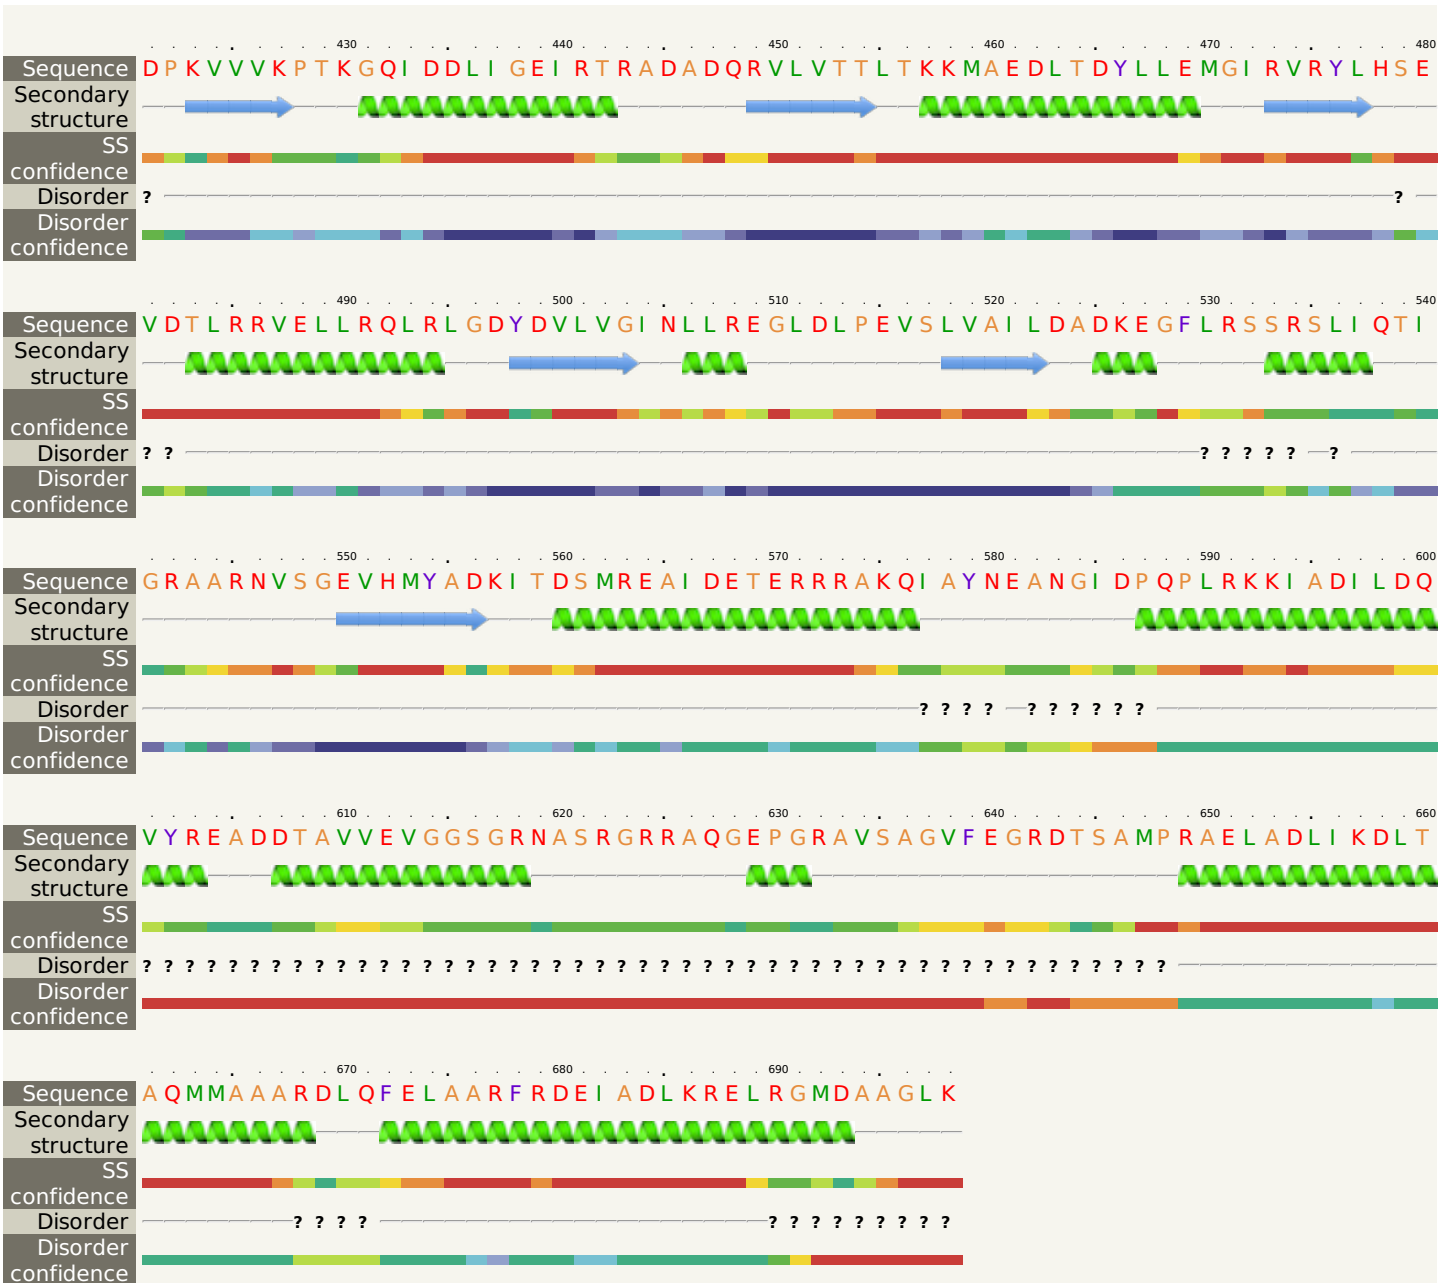 430 440 450 460 470 480
Sequence D P K V V V K P T K G Q I D D L I G E I R T R A D A D Q R V L V T T L T K K M A E D L T D Y L L E M G I R V R Y L H S E
Secondary
structure
SS
confidence
Disorder ? ?
Disorder
confidence
490 500 510 520 530 540
Sequence V D T L R R V E L L R Q L R L G D Y D V L V G I N L L R E G L D L P E V S L V A I L D A D K E G F L R S S R S L I Q T I
Secondary
structure
SS
confidence
Disorder ? ? ? ? ? ? ? ?
Disorder
confidence
550 560 570 580 590 600
Sequence G R A A R N V S G E V H M Y A D K I T D S M R E A I D E T E R R R A K Q I A Y N E A N G I D P Q P L R K K I A D I L D Q
Secondary
structure
SS
confidence
Disorder ? ? ? ? ? ? ? ? ? ?
Disorder
confidence
610 620 630 640 650 660
Sequence V Y R E A D D T A V V E V G G S G R N A S R G R R A Q G E P G R A V S A G V F E G R D T S A M P R A E L A D L I K D L T
Secondary
structure
SS
confidence
Disorder ? ? ? ? ? ? ? ? ? ? ? ? ? ? ? ? ? ? ? ? ? ? ? ? ? ? ? ? ? ? ? ? ? ? ? ? ? ? ? ? ? ? ? ? ? ? ? ?
Disorder
confidence
670 680 690
Sequence A Q M M A A A R D L Q F E L A A R F R D E I A D L K R E L R G M D A A G L K
Secondary
structure
SS
confidence
Disorder ? ? ? ? ? ? ? ? ? ? ? ? ?
Disorder
confidence